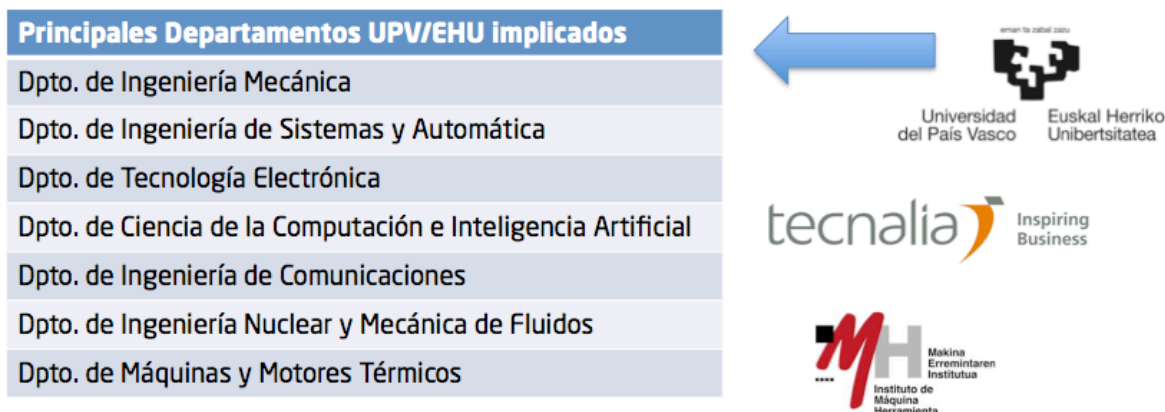 Principales Departamentos UPV/EHU implicados
Dpto. de Ingeniería Mecánica
Dpto. de Ingeniería de Sistemas y Automática
Dpto. de Tecnología Electrónica
Dpto. de Ciencia de la Computación e Inteligencia Artificial
Dpto. de Ingeniería de Comunicaciones
Dpto. de Ingeniería Nuclear y Mecánica de Fluidos
Dpto. de Máquinas y Motores Térmicos
eman ta zabal zazu
Universidad
del País Vasco
Euskal Herriko
Unibertsitatea
tecnalia
Inspiring
Business
MH
Makina
Erremintaren
Institutua
Instituto de
Máquina
Herramienta